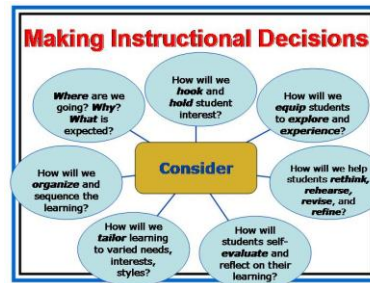 Making Instructional Decisions
Where are we
going? Why?
What is
expected?
How will we
hook and
hold student
interest?
How will we
equip students
to explore and
experience?
How will we help
students rethink,
rehearse,
revise, and
refine?
How will
students self-
evaluate and
reflect on their
learning?
How will we
tailor learning
to varied needs,
interests,
styles?
How will we
organize and
sequence the
learning?
Consider